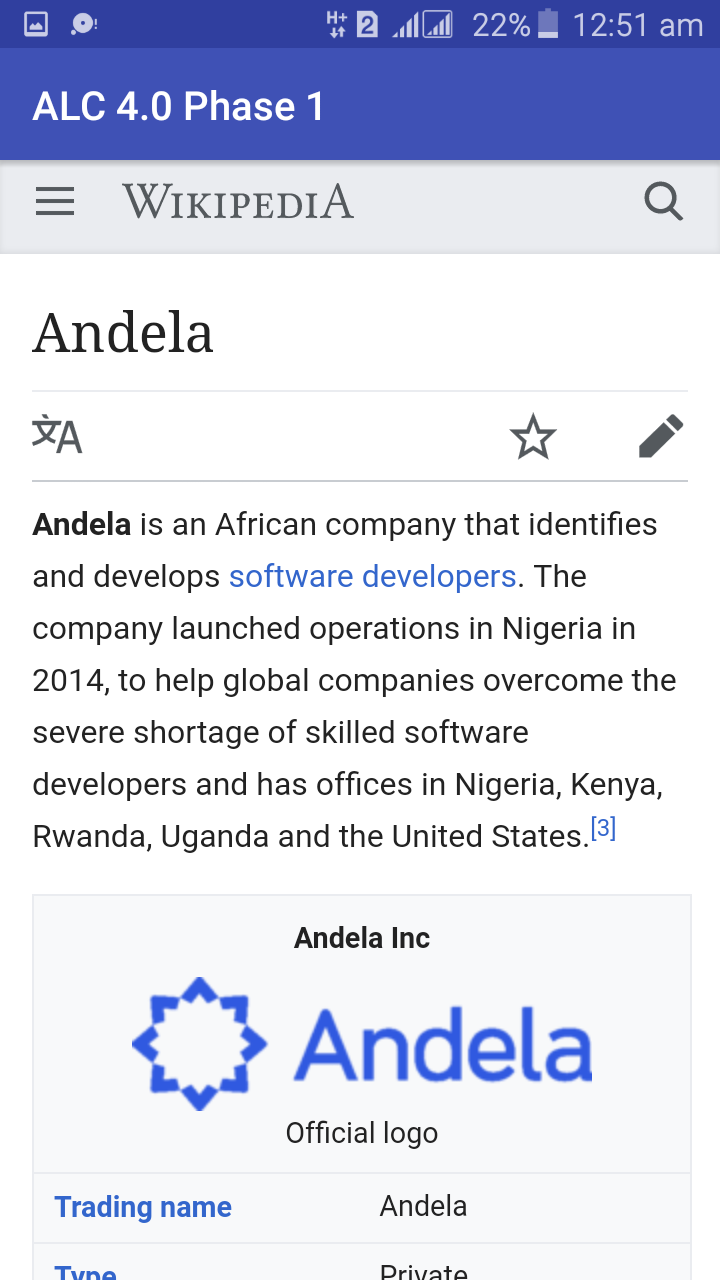 H+ 2 22% 12:51 am
ALC 4.0 Phase 1
WIKIPEDIA
Andela
文A
Andela is an African company that identifies
and develops software developers. The
company launched operations in Nigeria in
2014, to help global companies overcome the
severe shortage of skilled software
developers and has offices in Nigeria, Kenya,
Rwanda, Uganda and the United States.[3]
Andela Inc
Andela
Official logo
Trading name Andela
Type Private